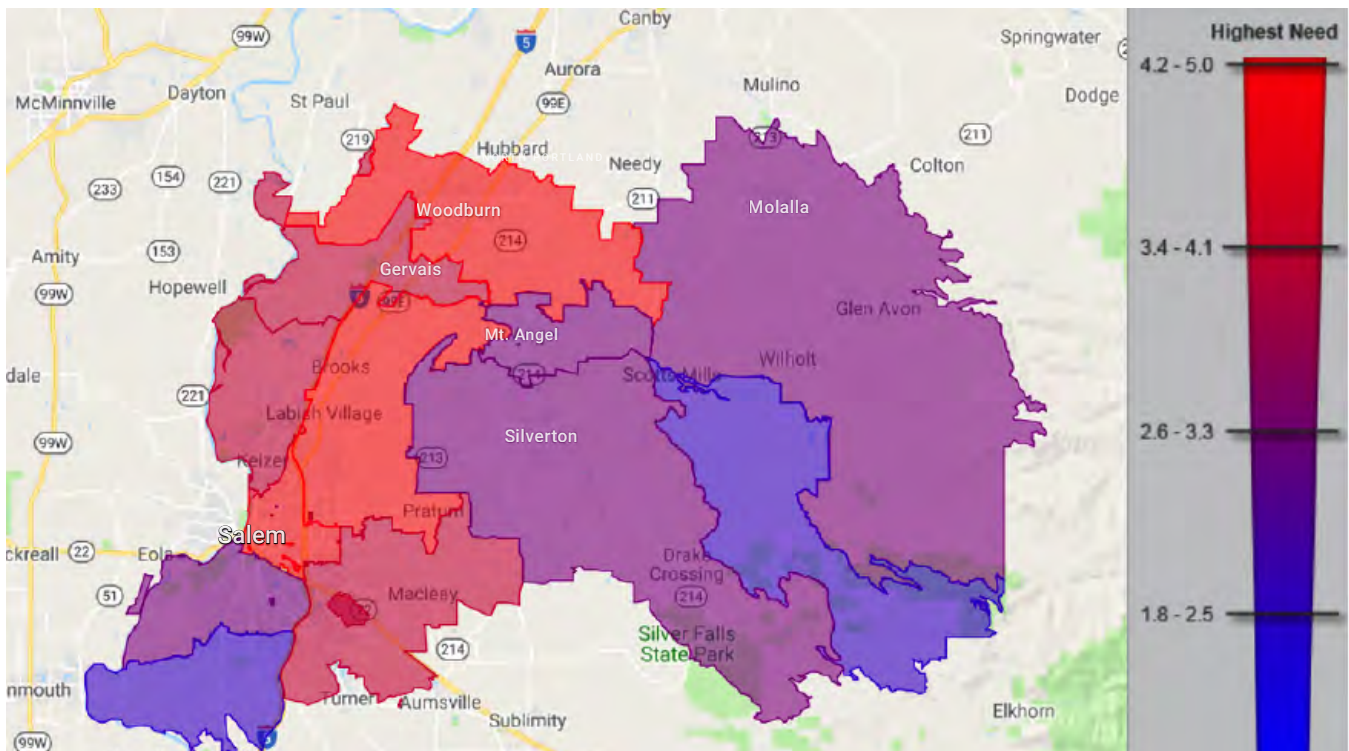 Canby
99W
5
Springwater
Highest Need
4.2 - 5.0
Aurora
Mulino
McMinnville
Dayton
St Paul
99E
Dodge
219
211
Hubbard
213
Needy
Colton
233
154
221
211
Woodburn
Molalla
214
3.4 - 4.1
Amity
153
Gervais
Hopewell
99W
99E
Glen Avon
Mt. Angel
Brooks
Wilhoit
dale
214
Scotts Mills
221
Labish Village
2.6 - 3.3
99W
Silverton
213
Keizer
Pratum
Salem
ckreall
22
Eola
Drake
Crossing
51
Macleay
22
214
1.8 - 2.5
Silver Falls
State Park
214
nmouth
Turner
Aumsville
Sublimity
Elkhorn
99W
5